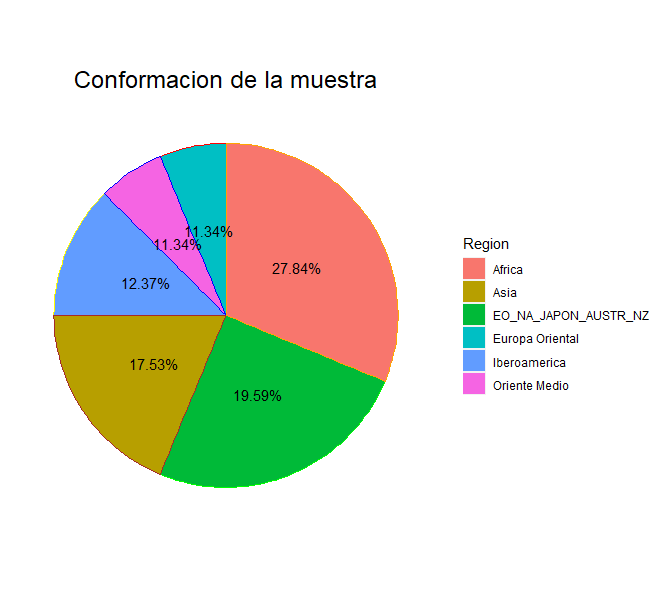 Conformacion de la muestra
11.34%
11.34%
27.84%
12.37%
17.53%
19.59%
Region
Africa
Asia
EO_NA_JAPON_AUSTR_NZ
Europa Oriental
Iberoamerica
Oriente Medio